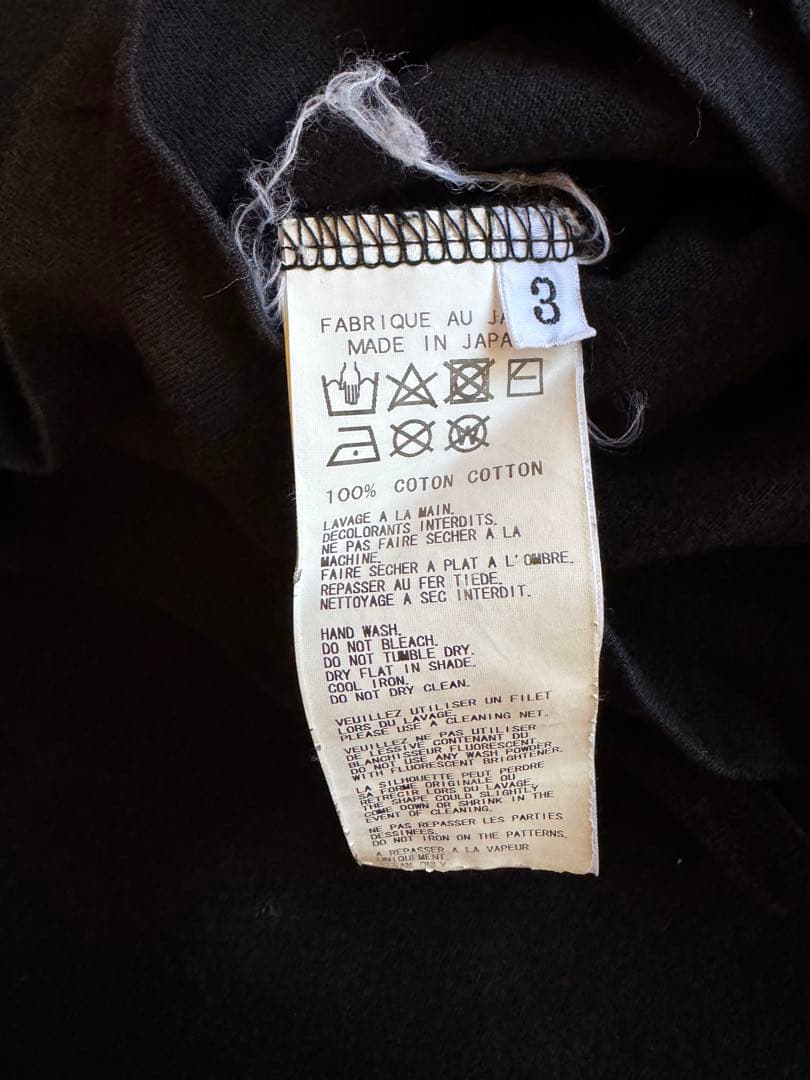 3
FABRIQUE AU JA
MADE IN JAPA
W
100% COTON COTTON
LAVAGE A LA MAIN.
DECOLORANTS INTERDITS.
NE PAS FAIRE SECHER A LA
MACHINE.
FAIRE SECHER A PLAT A L'OMBRE.
REPASSER AU FER TIEDE.
NETTOYAGE A SEC INTERDIT.
HAND WASH.
DO NOT BLEACH.
DO NOT TUMBLE DRY.
DRY FLAT IN SHADE.
COOL IRON.
DO NOT DRY CLEAN.
VEUILLEZ UTILISER UN FILET
LORS DU LAVAGE.
PLEASE USE A CLEANING NET.
VEUILLEZ NE PAS UTILISER
DE LESSIVE CONTENANT DU
BLANCHISSEUR FLUORESCENT.
DO NOT USE ANY WASH POWDER
WITH FLUORESCENT BRIGHTENER.
LA SILHOUETTE PEUT PERDRE
SA FORME ORIGINALE OU
RETRECIR LORS DU LAVAGE.
THE SHAPE COULD SLIGHTLY
COME DOWN OR SHRINK IN THE
EVENT OF CLEANING.
NE PAS REPASSER LES PARTIES
DESSINEES.
DO NOT IRON ON THE PATTERNS.
A REPASSER A LA VAPEUR
UNIQUEMENT.
ONLY